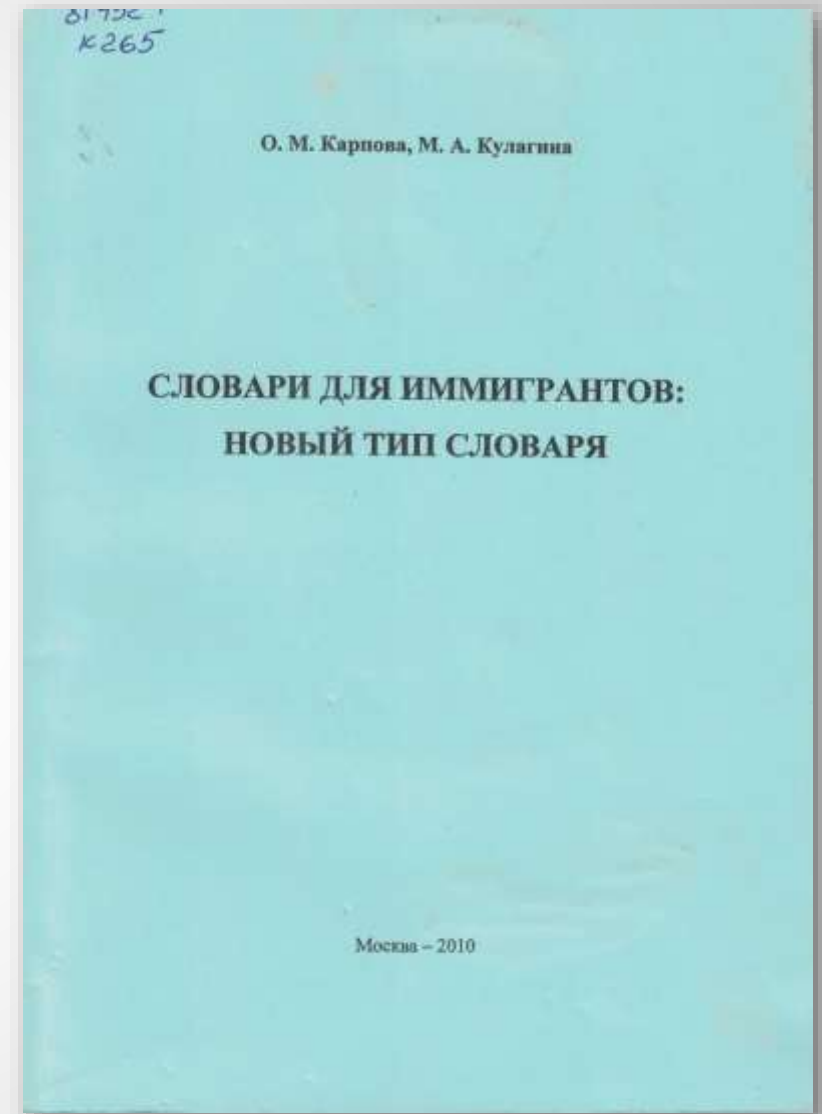 К265
О. М. Карпова, М. А. Кулагина
СЛОВАРИ ДЛЯ ИММИГРАНТОВ:
НОВЫЙ ТИП СЛОВАРЯ
Москва – 2010